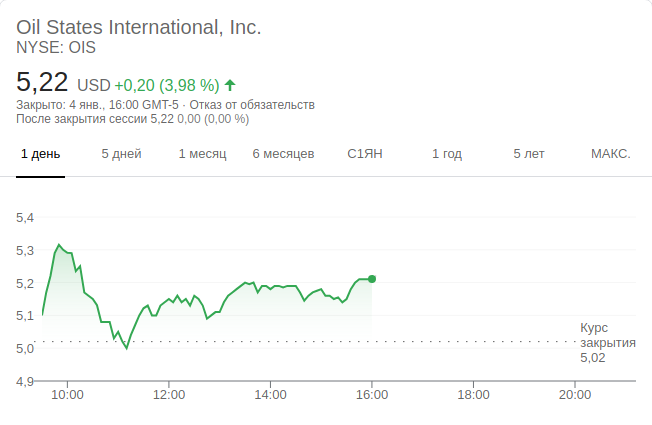 Oil States International, Inc.
NYSE: OIS
5,22 USD +0,20 (3,98 %)
Закрыто: 4 янв., 16:00 GMT-5 · Отказ от обязательств
После закрытия сессии 5,22 0,00 (0,00 %)
1 день 5 дней 1 месяц 6 месяцев С1ЯН 1 год 5 лет МАКС.
5,4
5,3
5,2
5,1
5,0
4,9
Курс
закрытия
5,02
10:00 12:00 14:00 16:00 18:00 20:00